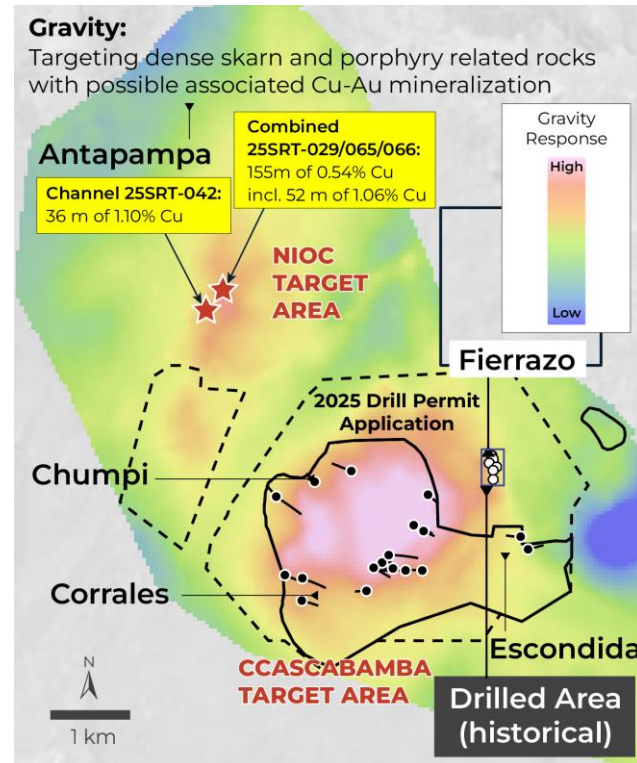 Gravity:
Targeting dense skarn and porphyry related rocks
with possible associated Cu-Au mineralization
Antapampa
Combined
25SRT-029/065/066:
155m of 0.54% Cu
incl. 52 m of 1.06% Cu
Channel 25SRT-042:
36 m of 1.10% Cu
Gravity
Response
High
Low
NIOC
TARGET
AREA
Fierrazo
2025 Drill Permit
Application
Chumpi
Corrales
Escondida
CCASCABAMBA
TARGET AREA
Drilled Area
(historical)
N
1 km